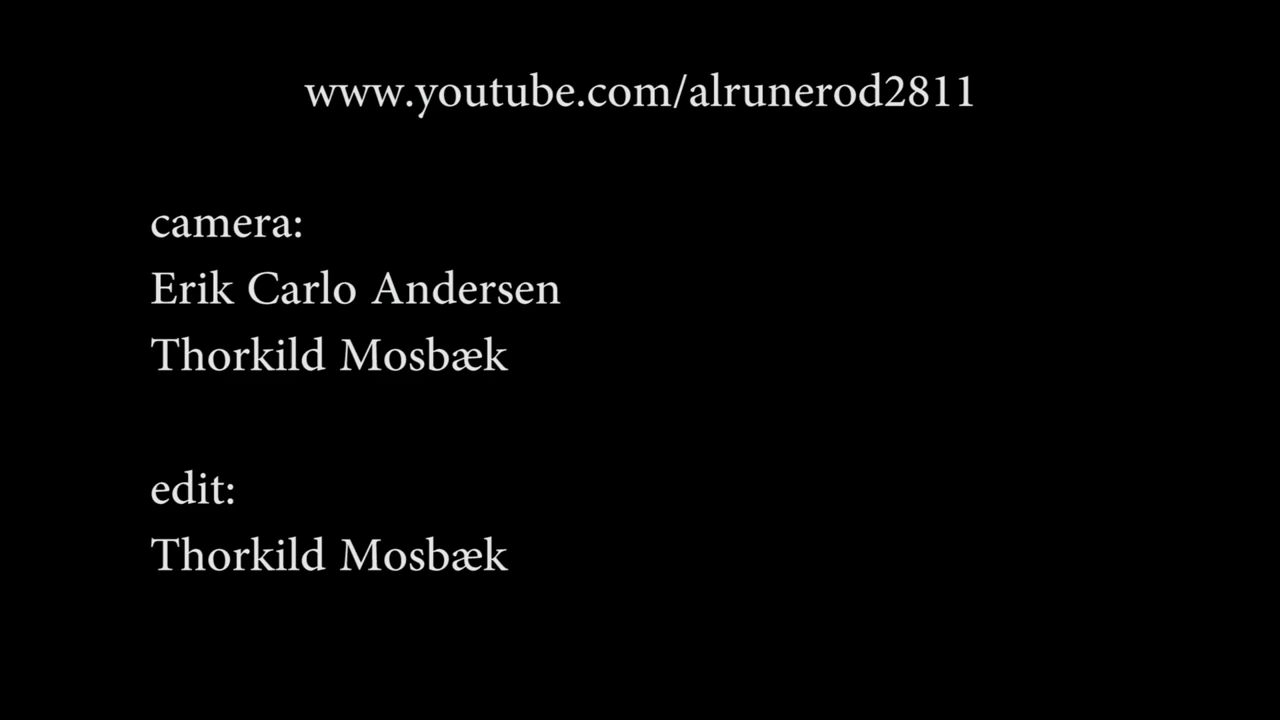 www.youtube.com/alrunerod2811
camera:
Erik Carlo Andersen
Thorkild Mosbæk
edit:
Thorkild Mosbæk